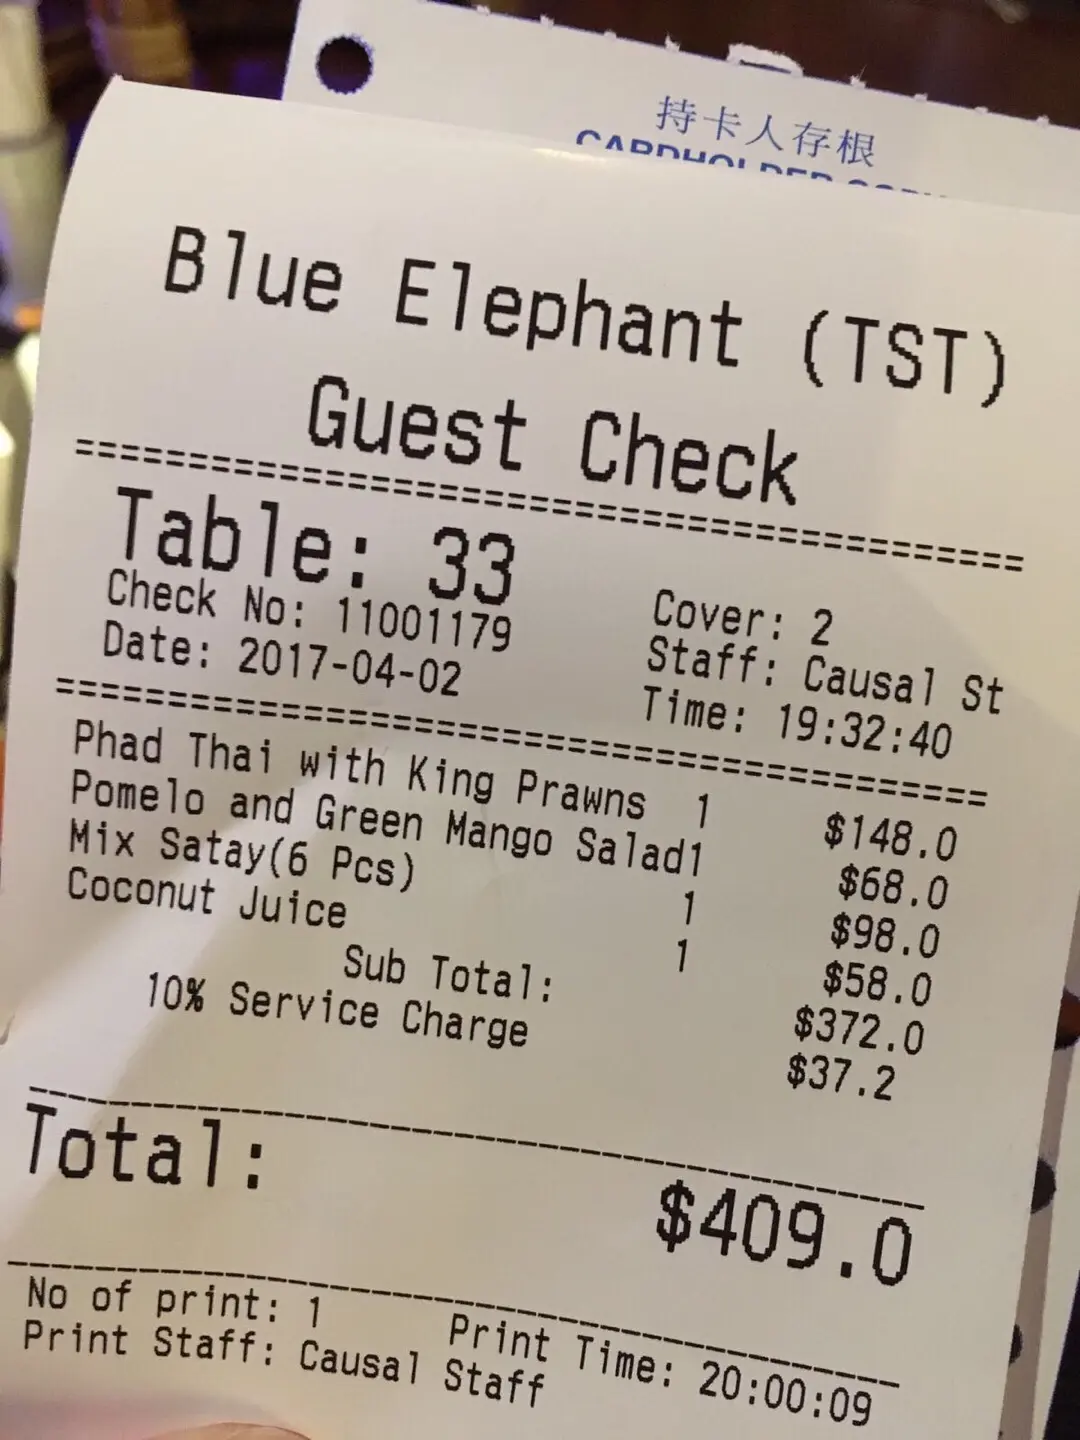 持卡人存根
CARDHOLDER COPY
Blue Elephant (TST)
Guest Check
================================================
Table: 33
Cover: 2
Check No: 11001179
Staff: Causal St
Date: 2017-04-02
Time: 19:32:40
================================================
Phad Thai with King Prawns 1 $148.0
Pomelo and Green Mango Salad1 $68.0
Mix Satay(6 Pcs) 1 $98.0
Coconut Juice 1 $58.0
Sub Total: $372.0
10% Service Charge $37.2
Total: $409.0
No of print: 1 Print Time: 20:00:09
Print Staff: Causal Staff